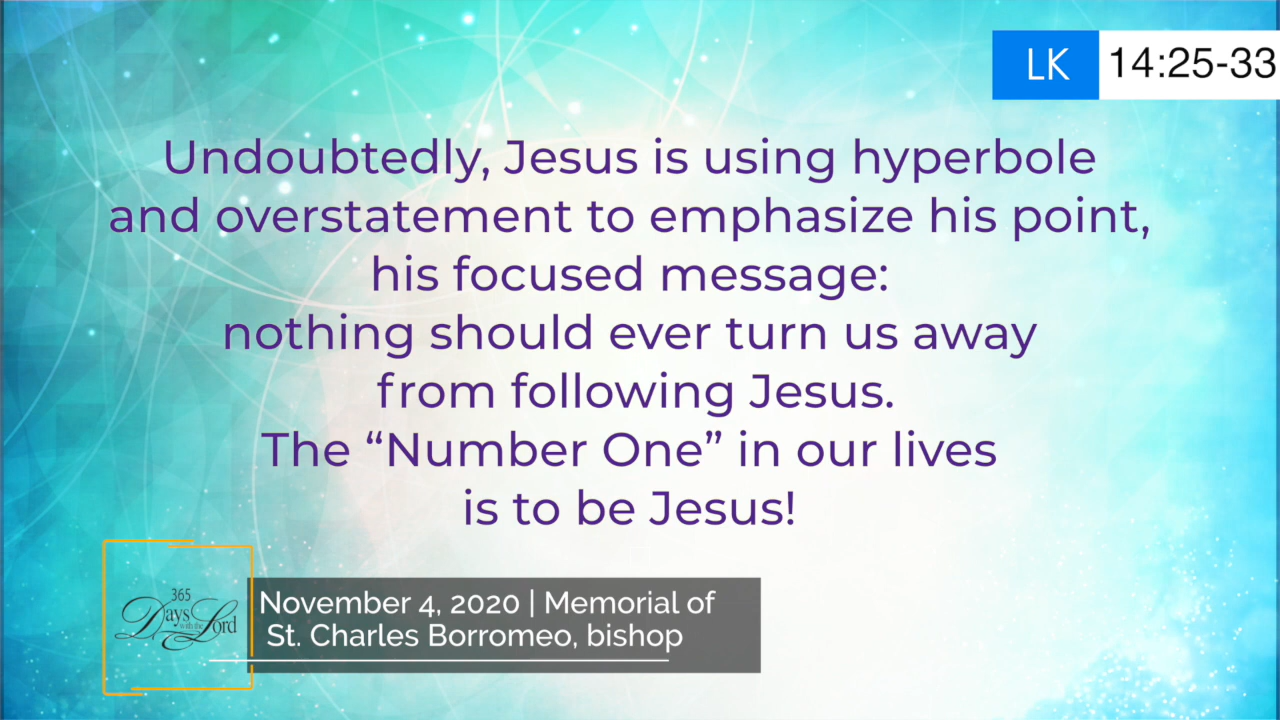 LK 14:25-33
Undoubtedly, Jesus is using hyperbole
and overstatement to emphasize his point,
his focused message:
nothing should ever turn us away
from following Jesus.
The “Number One” in our lives
is to be Jesus!
365
Days with the Lord
November 4, 2020 | Memorial of
St. Charles Borromeo, bishop